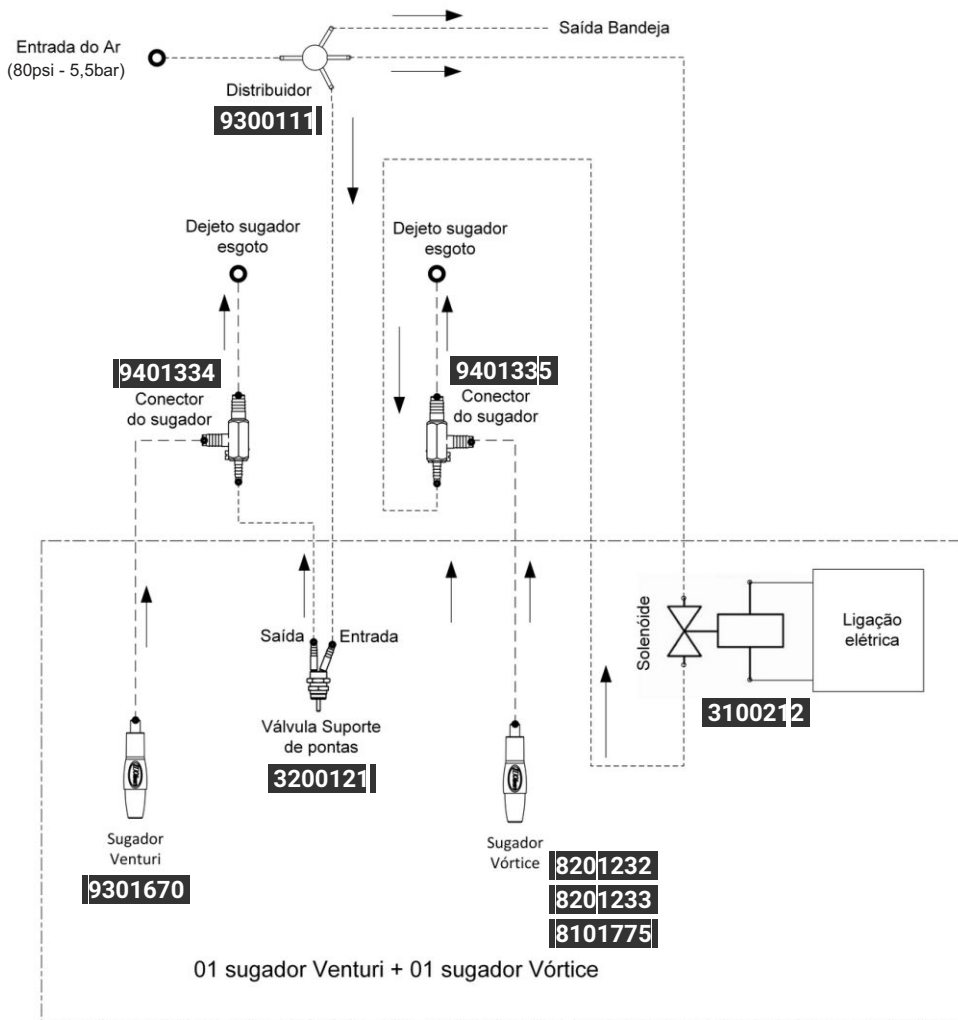 Saída Bandeja
Entrada do Ar
(80psi - 5,5bar)
Distribuidor
9300111
Dejeto sugador
esgoto
Dejeto sugador
esgoto
9401334
Conector
do sugador
9401335
Conector
do sugador
Saída
Entrada
Solenóide
Ligação
elétrica
3100212
Válvula Suporte
de pontas
3200121
Sugador
Venturi
9301670
Sugador
Vórtice
8201232
8201233
8101775
01 sugador Venturi + 01 sugador Vórtice